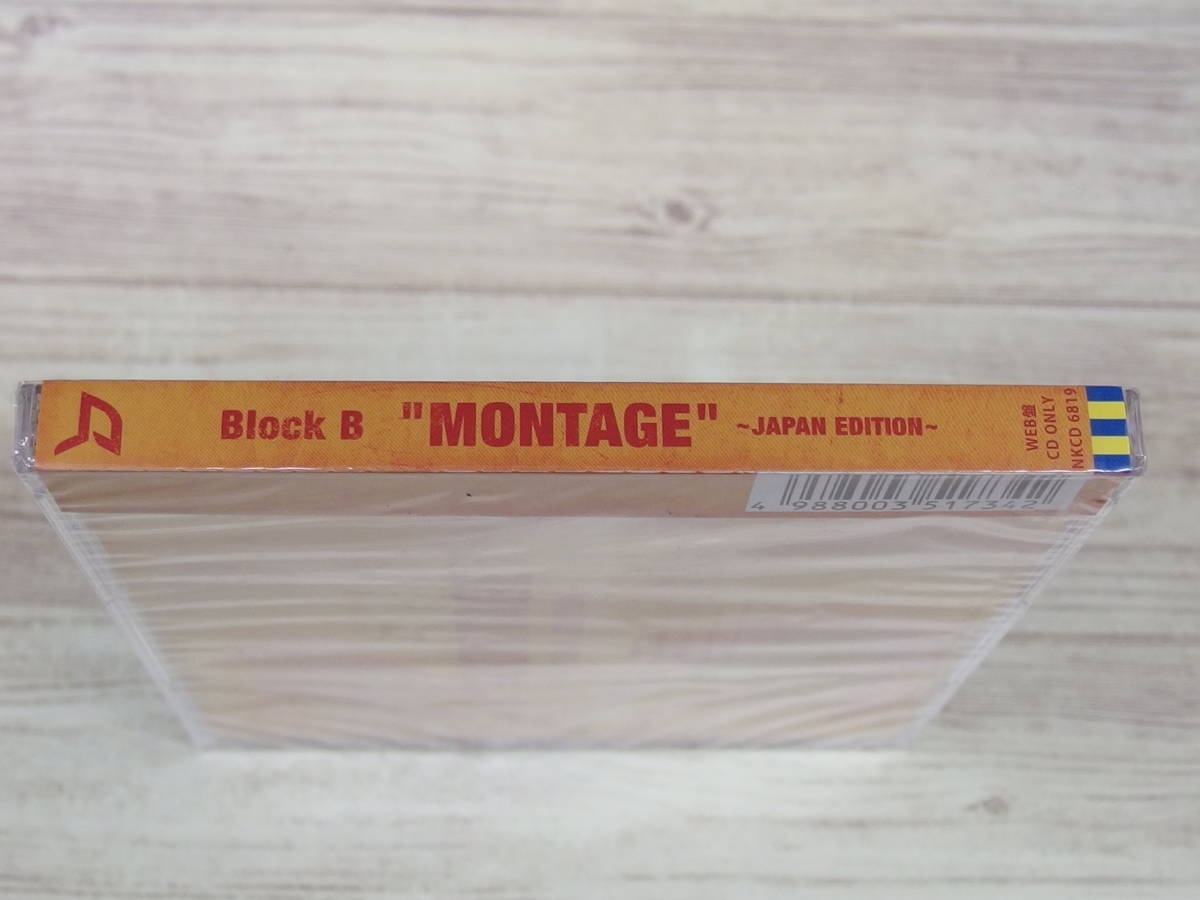 Block B "MONTAGE" ~JAPAN EDITION~
WEB盤
CD ONLY
NKCD 6819
4 988003 517342